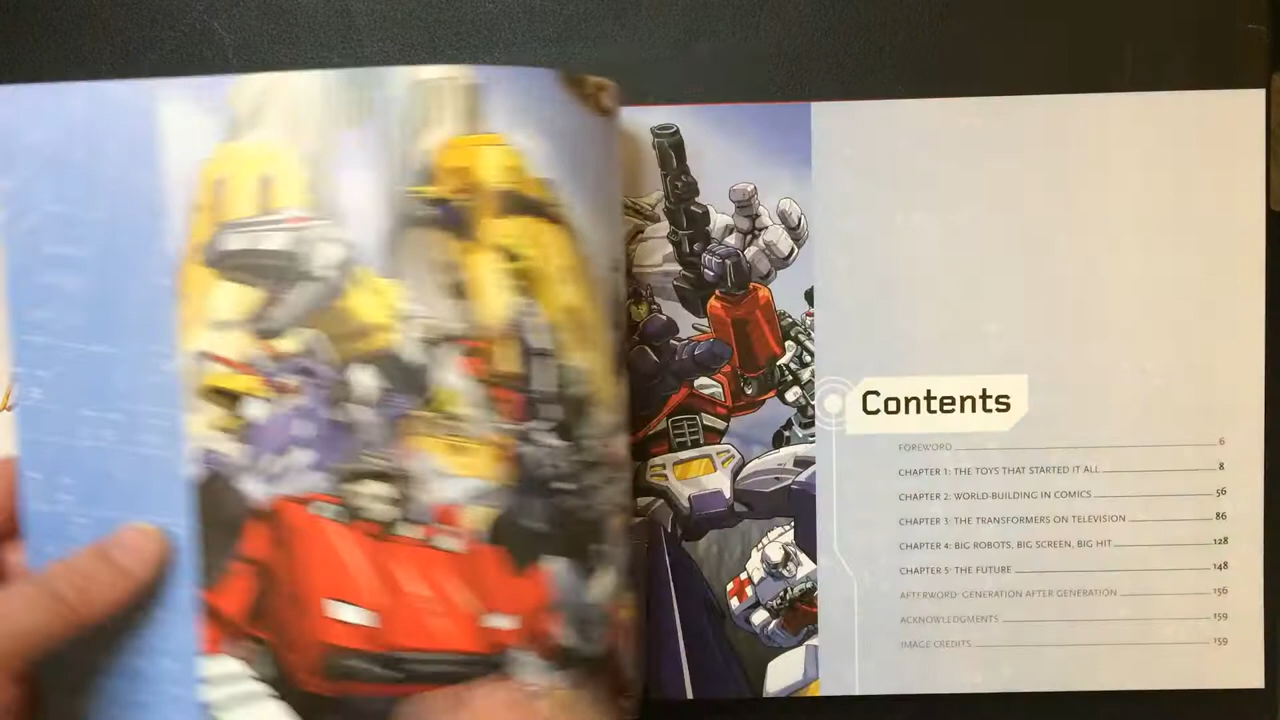 Contents
FOREWORD 6
CHAPTER 1: THE TOYS THAT STARTED IT ALL 8
CHAPTER 2: WORLD-BUILDING IN COMICS 56
CHAPTER 3: THE TRANSFORMERS ON TELEVISION 86
CHAPTER 4: BIG ROBOTS, BIG SCREEN, BIG HIT 128
CHAPTER 5: THE FUTURE 148
AFTERWORD: GENERATION AFTER GENERATION 156
ACKNOWLEDGMENTS 159
IMAGE CREDITS 159